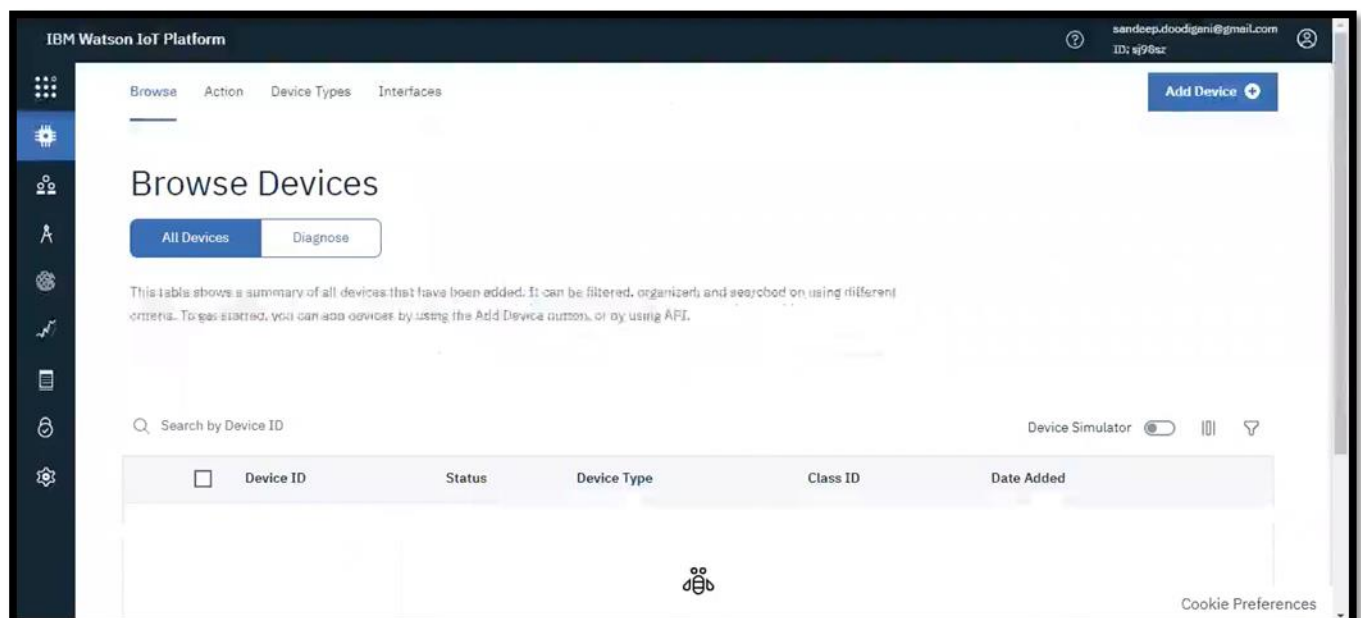 IBM Watson IoT Platform
sandeep.doodigani@gmail.com
ID: sj98sz
Browse Action Device Types Interfaces
Add Device
Browse Devices
All Devices Diagnose
This table shows a summary of all devices that have been added. It can be filtered, organized, and searched on using different
criteria. To get started, you can add devices by using the Add Device button, or by using API.
Search by Device ID
Device Simulator
Device ID Status Device Type Class ID Date Added
Cookie Preferences